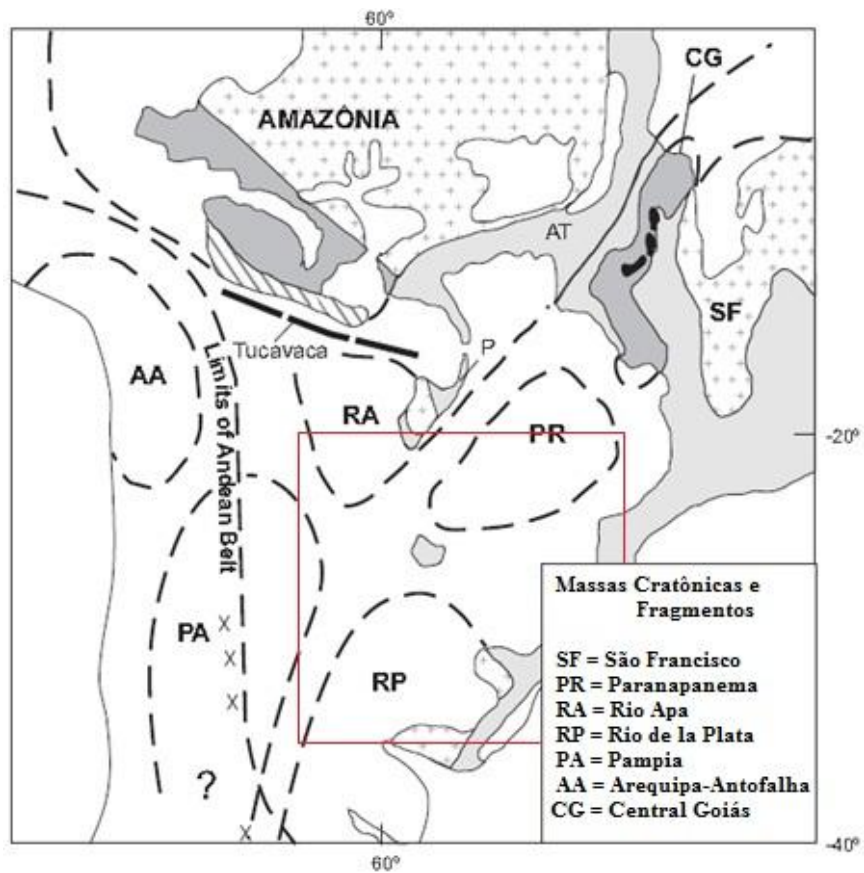 60º
CG
AMAZÔNIA
AT
SF
Tucavaca
P
AA
Limits of Andean Belt
RA
PR
-20º
PA
X
X
X
RP
?
X
Massas Cratônicas e
Fragmentos
SF = São Francisco
PR = Paranapanema
RA = Rio Apa
RP = Rio de la Plata
PA = Pampia
AA = Arequipa-Antofalha
CG = Central Goiás
60º
-40º